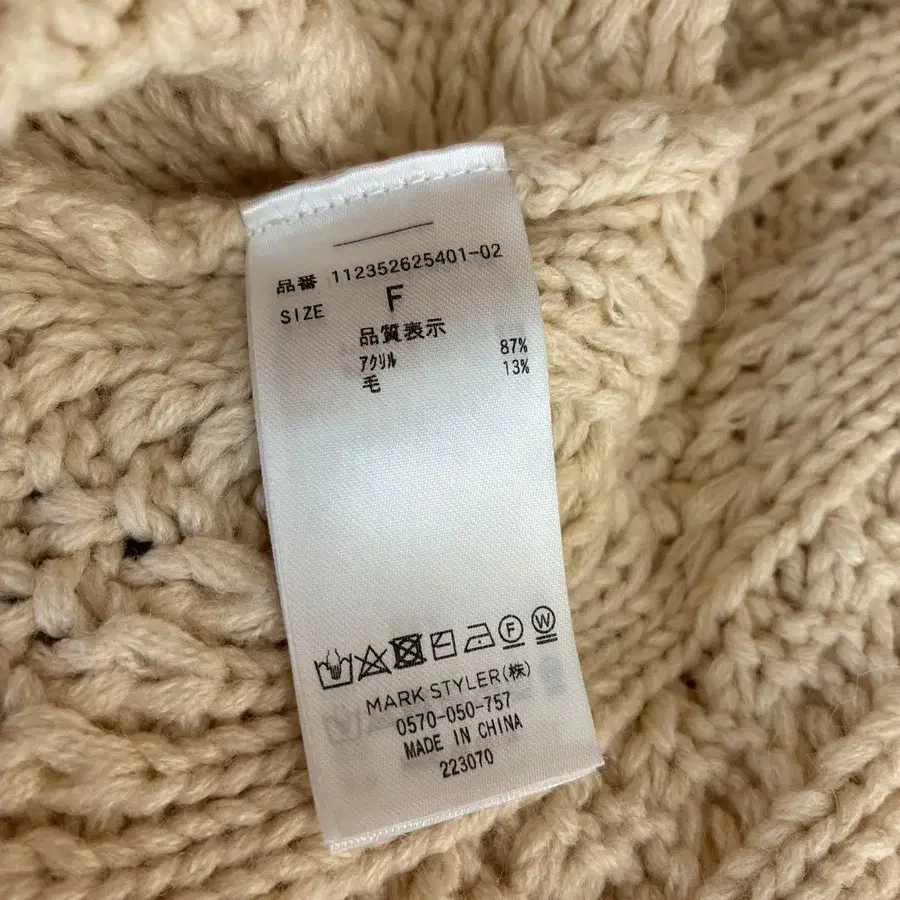 品番 112352625401-02
SIZE F
品質表示
アクリル 87%
毛 13%
F W
MARK STYLER(株)
0570-050-757
MADE IN CHINA
223070